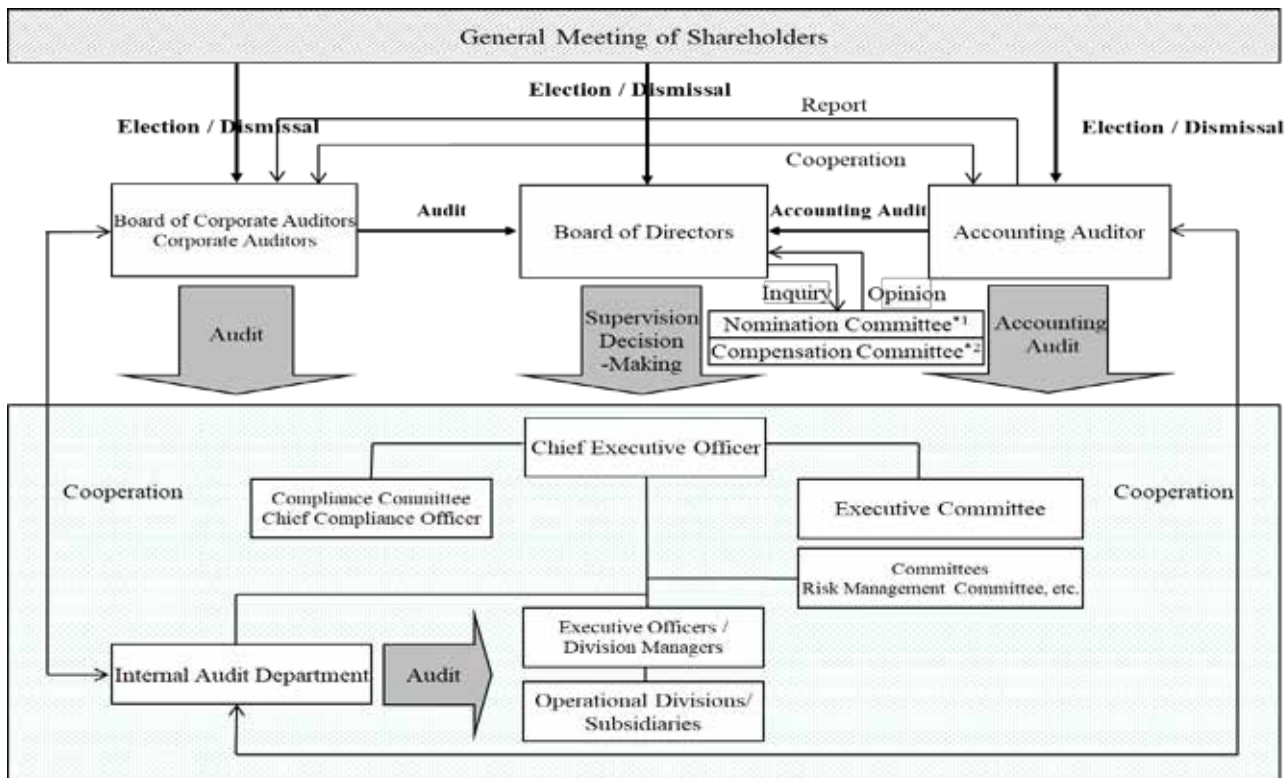 General Meeting of Shareholders
Election / Dismissal
Election / Dismissal
Election / Dismissal
Report
Cooperation
Board of Corporate Auditors
Corporate Auditors
Audit
Board of Directors
Accounting Audit
Accounting Auditor
Inquiry
Opinion
Nomination Committee*1
Compensation Committee*2
Audit
Supervision
Decision
-Making
Accounting
Audit
Chief Executive Officer
Cooperation
Compliance Committee
Chief Compliance Officer
Executive Committee
Cooperation
Committees
Risk Management Committee, etc.
Executive Officers /
Division Managers
Internal Audit Department
Audit
Operational Divisions/
Subsidiaries